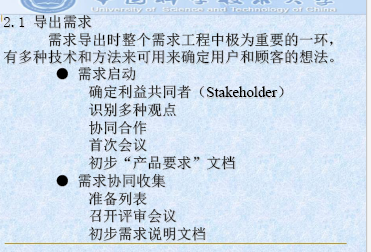 University of Science and Technology of China
2.1 导出需求
需求导出时整个需求工程中极为重要的一环，
有多种技术和方法来可用来确定用户和顾客的想法。
● 需求启动
确定利益共同者（Stakeholder）
识别多种观点
协同合作
首次会议
初步“产品要求”文档
● 需求协同收集
准备列表
召开评审会议
初步需求说明文档